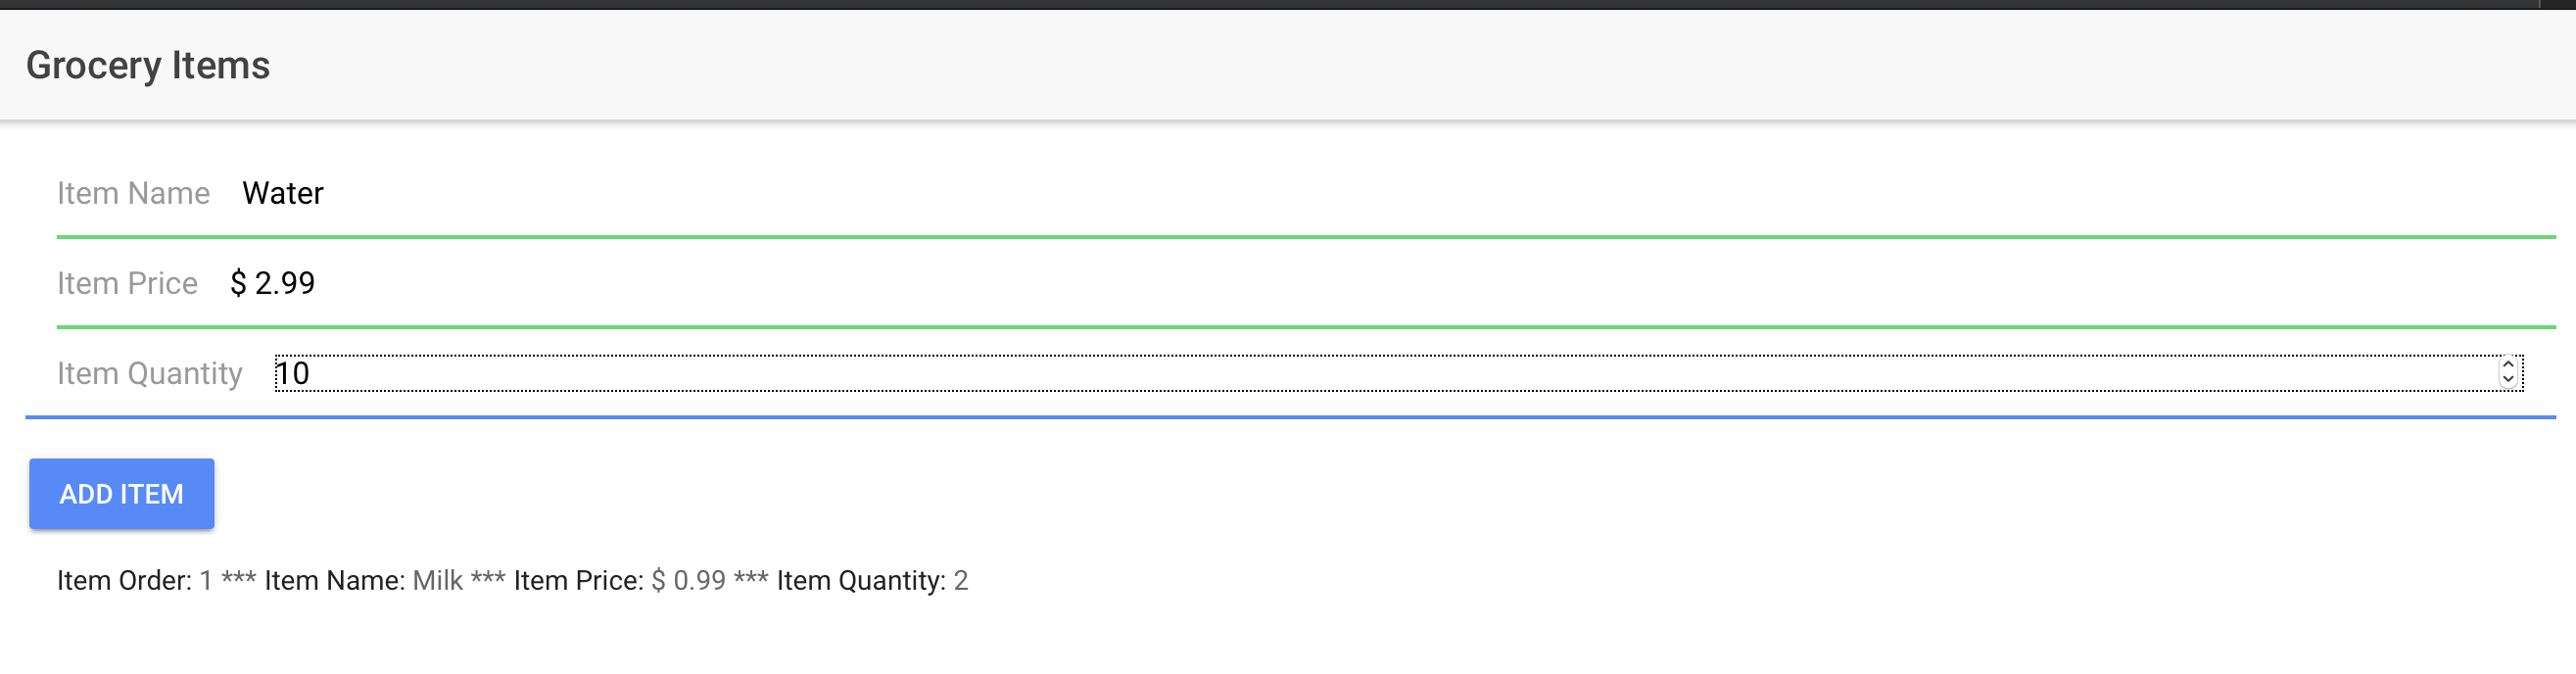 Grocery Items
Item Name Water
Item Price $ 2.99
Item Quantity 10
ADD ITEM
Item Order: 1 *** Item Name: Milk *** Item Price: $ 0.99 *** Item Quantity: 2